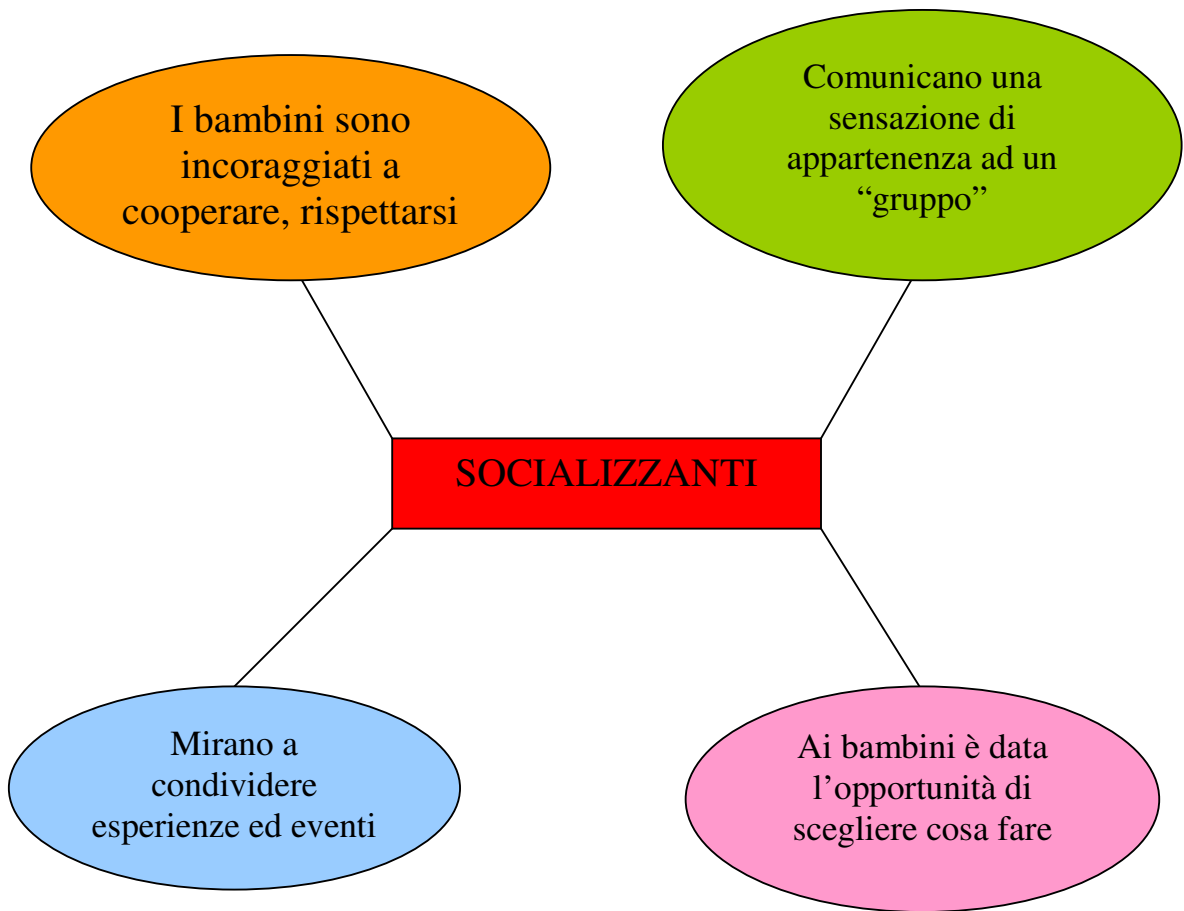 I bambini sono
incoraggiati a
cooperare, rispettarsi
Comunicano una
sensazione di
appartenenza ad un
“gruppo”
SOCIALIZZANTI
Mirano a
condividere
esperienze ed eventi
Ai bambini è data
l’opportunità di
scegliere cosa fare